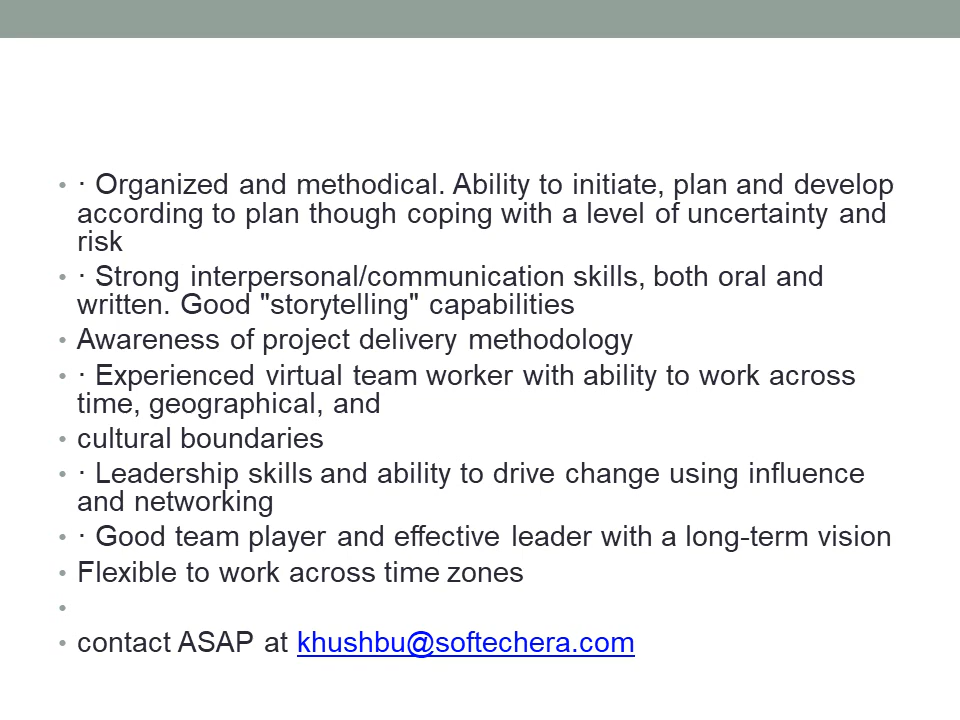 • · Organized and methodical. Ability to initiate, plan and develop
according to plan though coping with a level of uncertainty and
risk
• · Strong interpersonal/communication skills, both oral and
written. Good "storytelling" capabilities
• Awareness of project delivery methodology
• · Experienced virtual team worker with ability to work across
time, geographical, and
• cultural boundaries
• · Leadership skills and ability to drive change using influence
and networking
• · Good team player and effective leader with a long-term vision
• Flexible to work across time zones
•
• contact ASAP at khushbu@softechera.com